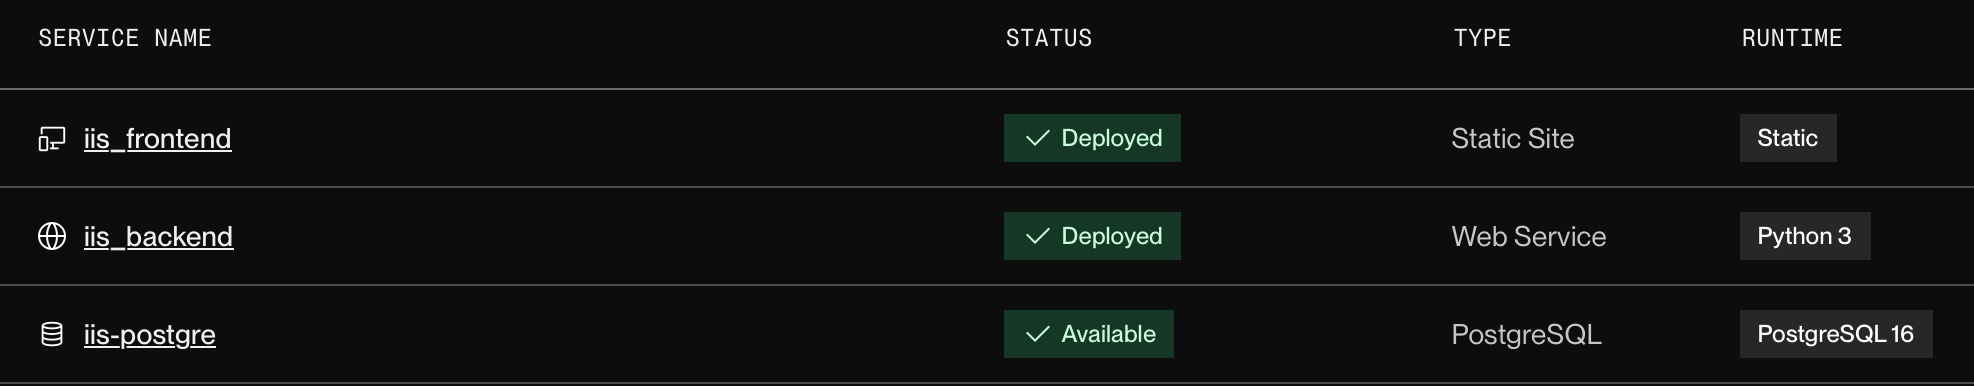 SERVICE NAME STATUS TYPE RUNTIME
iis_frontend Deployed Static Site Static
iis_backend Deployed Web Service Python 3
iis-postgre Available PostgreSQL PostgreSQL 16